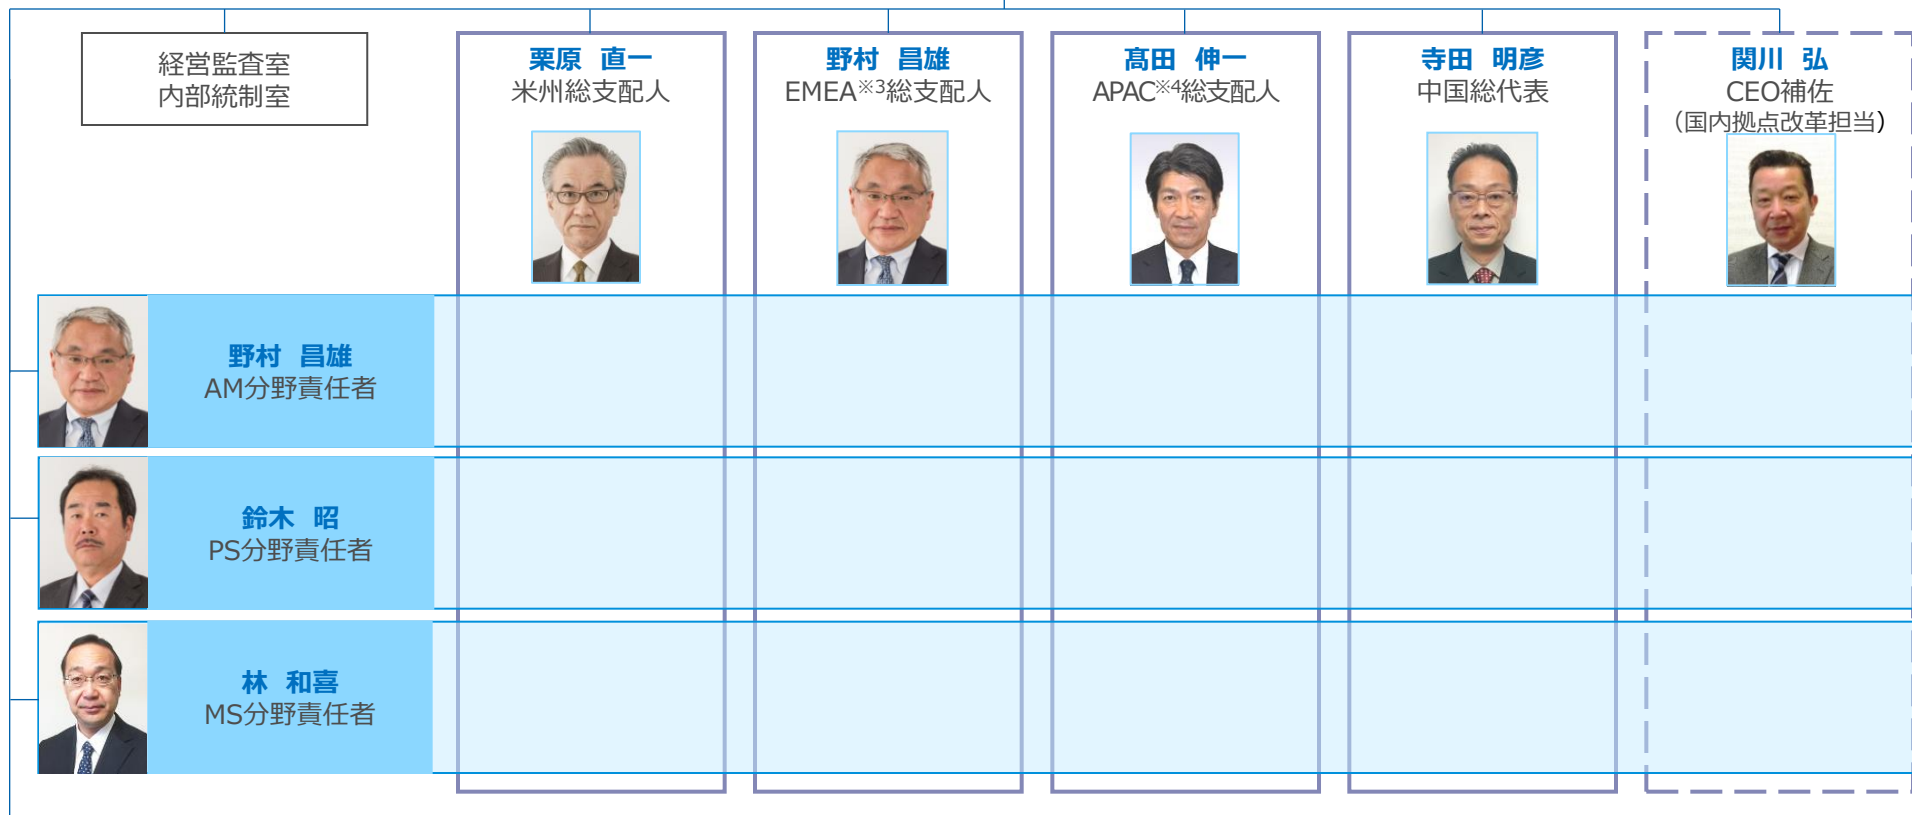 経営監査室
内部統制室
栗原 直一
米州総支配人
野村 昌雄
EMEA※3総支配人
髙田 伸一
APAC※4総支配人
寺田 明彦
中国総代表
関川 弘
CEO補佐
（国内拠点改革担当）
野村 昌雄
AM分野責任者
鈴木 昭
PS分野責任者
林 和喜
MS分野責任者